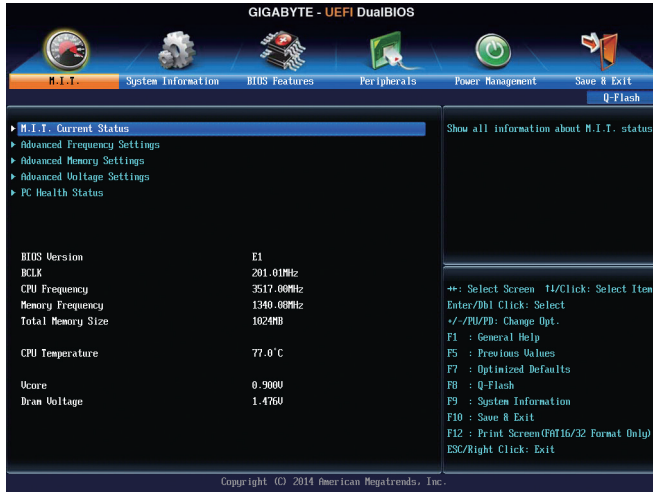 GIGABYTE - UEFI DualBIOS
M.I.T. System Information BIOS Features Peripherals Power Management Save & Exit
Q-Flash
M.I.T. Current Status
Advanced Frequency Settings
Advanced Memory Settings
Advanced Voltage Settings
PC Health Status
Show all information about M.I.T. status
BIOS Version E1
BCLK 201.01MHz
CPU Frequency 3517.00MHz
Memory Frequency 1340.08MHz
Total Memory Size 1024MB
CPU Temperature 77.0°C
Vcore 0.900V
Dram Voltage 1.476V
↔: Select Screen ↑↓/Click: Select Item
Enter/Dbl Click: Select
+/-/PU/PD: Change Opt.
F1 : General Help
F5 : Previous Values
F7 : Optimized Defaults
F8 : Q-Flash
F9 : System Information
F10 : Save & Exit
F12 : Print Screen(FAT16/32 Format Only)
ESC/Right Click: Exit
Copyright (C) 2014 American Megatrends, Inc.